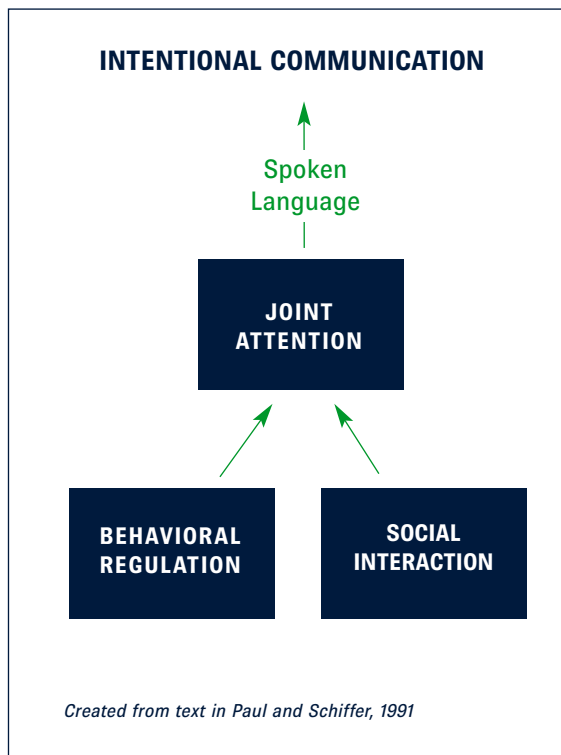 INTENTIONAL COMMUNICATION
Spoken
Language
JOINT
ATTENTION
BEHAVIORAL
REGULATION
SOCIAL
INTERACTION
Created from text in Paul and Schiffer, 1991